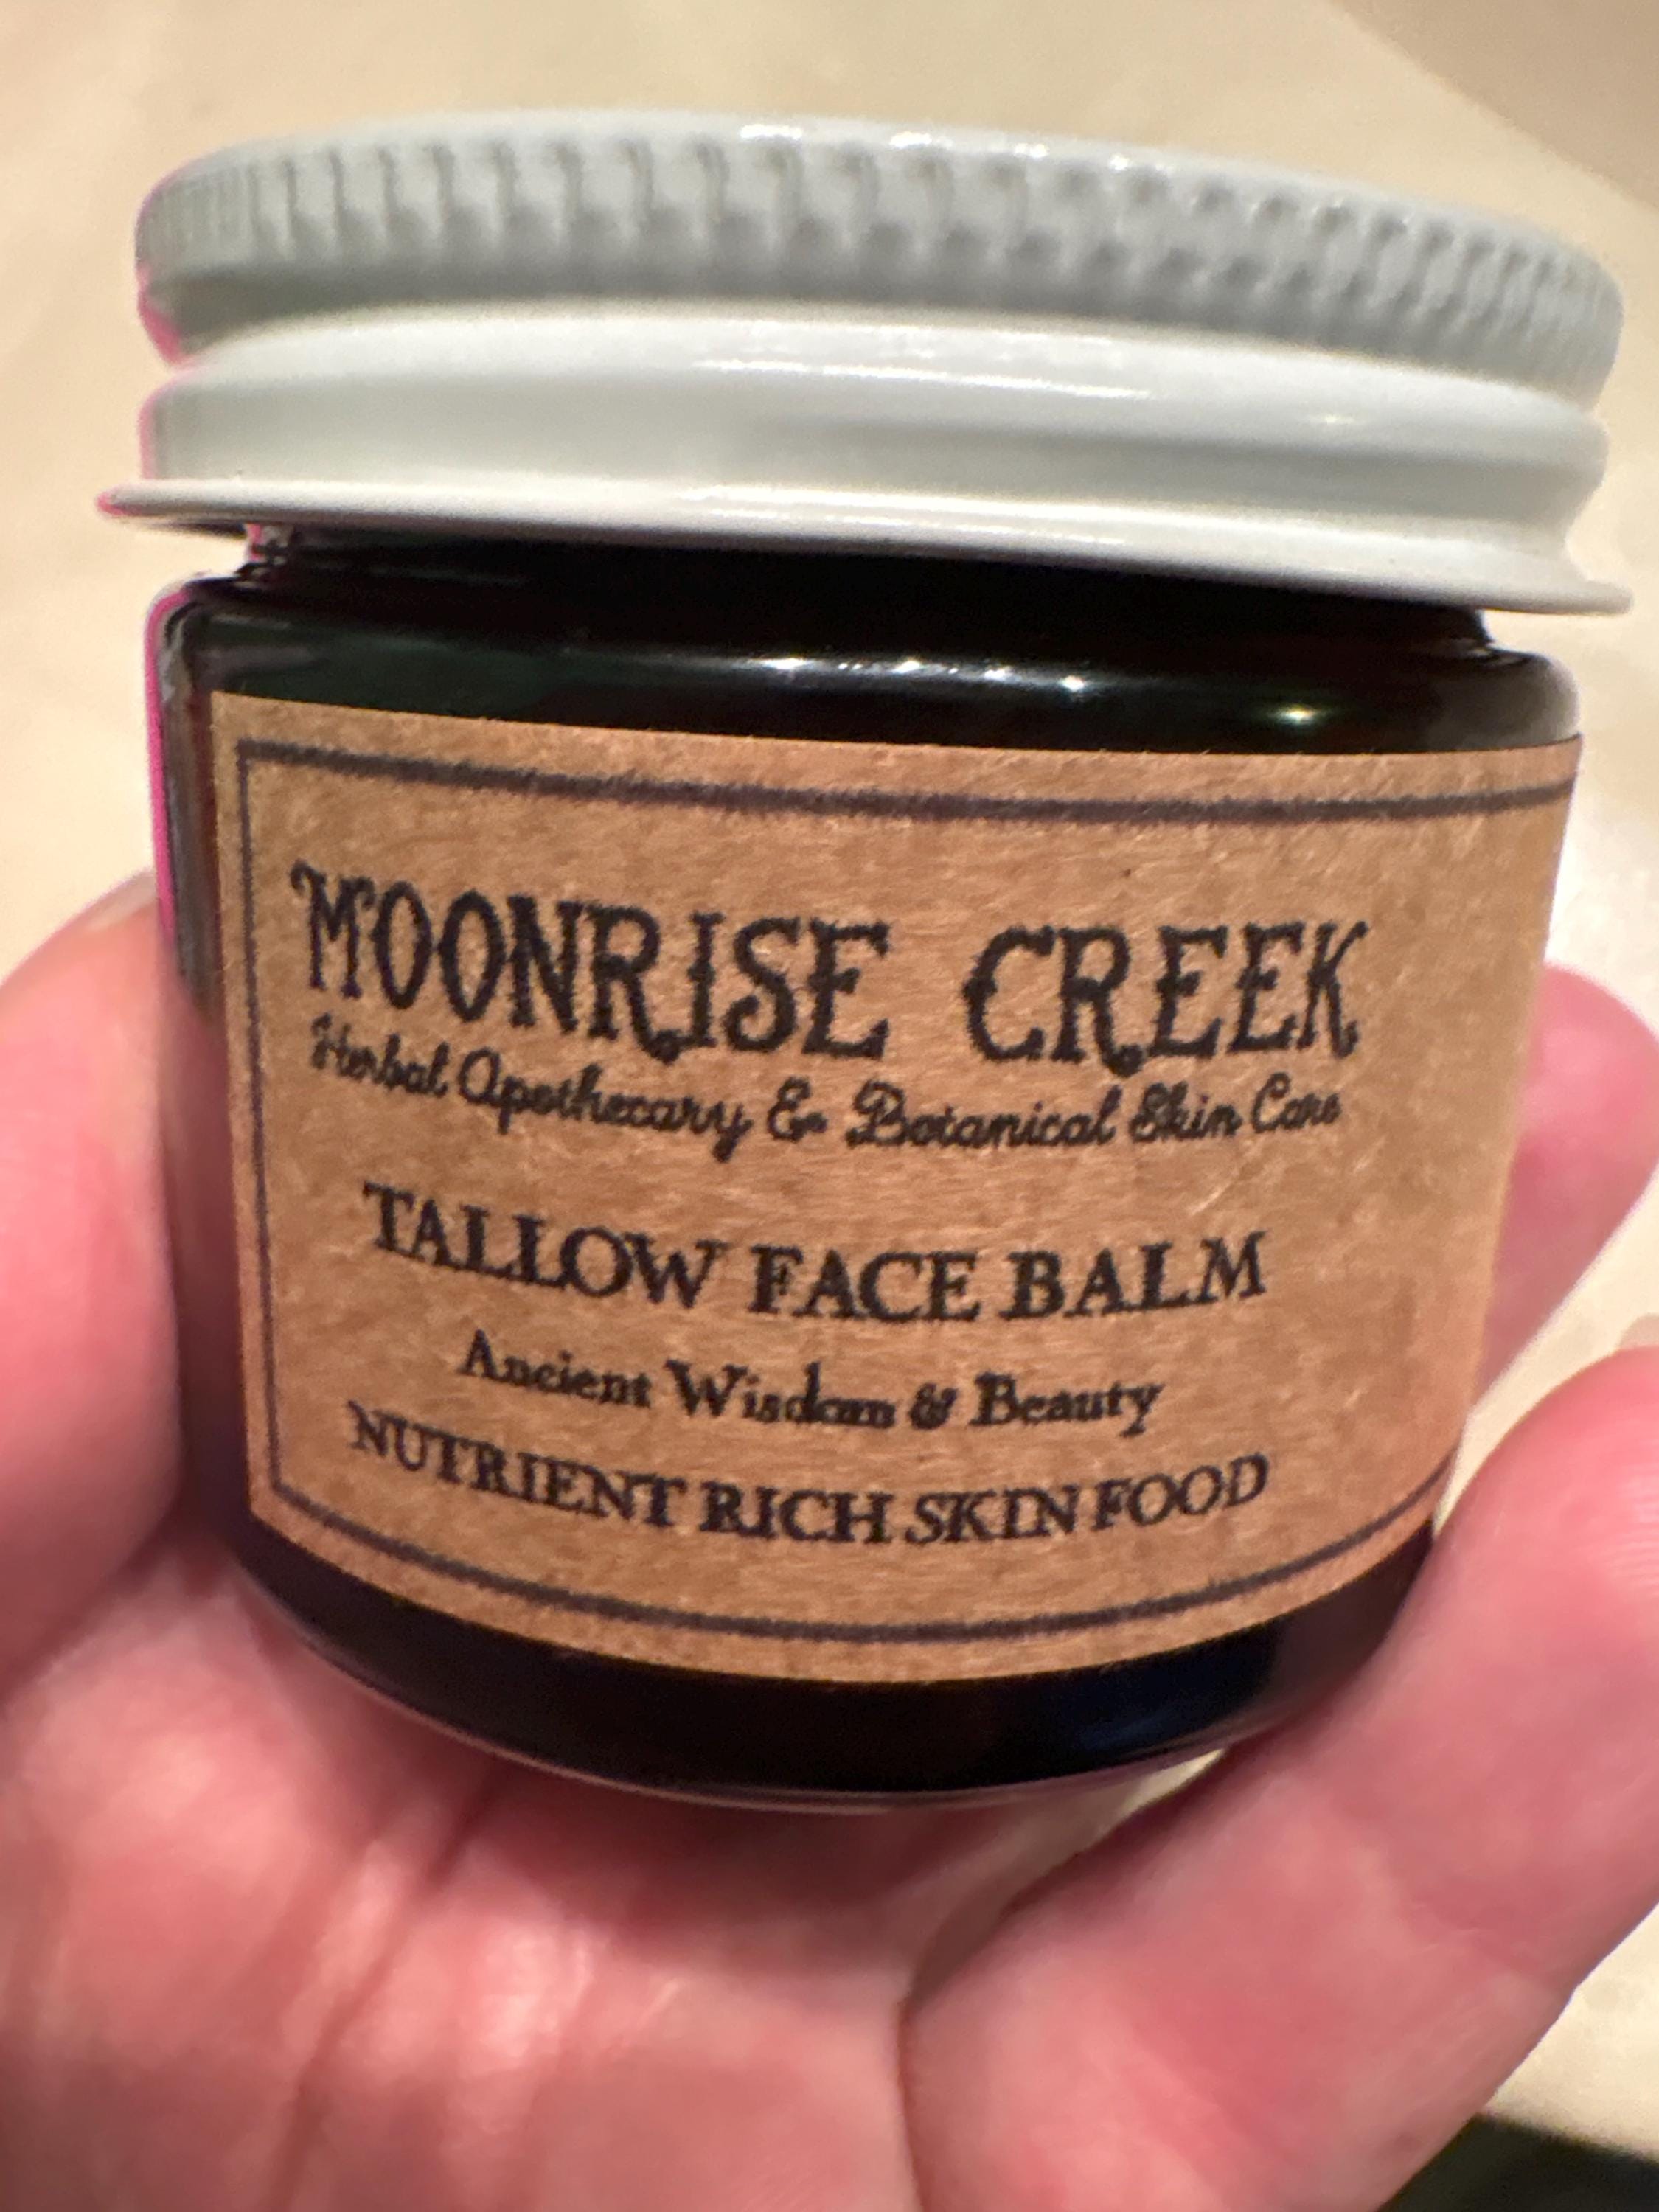 MOONRISE CREEK
Herbal Apothecary & Botanical Skin Care
TALLOW FACE BALM
Ancient Wisdom & Beauty
NUTRIENT RICH SKIN FOOD